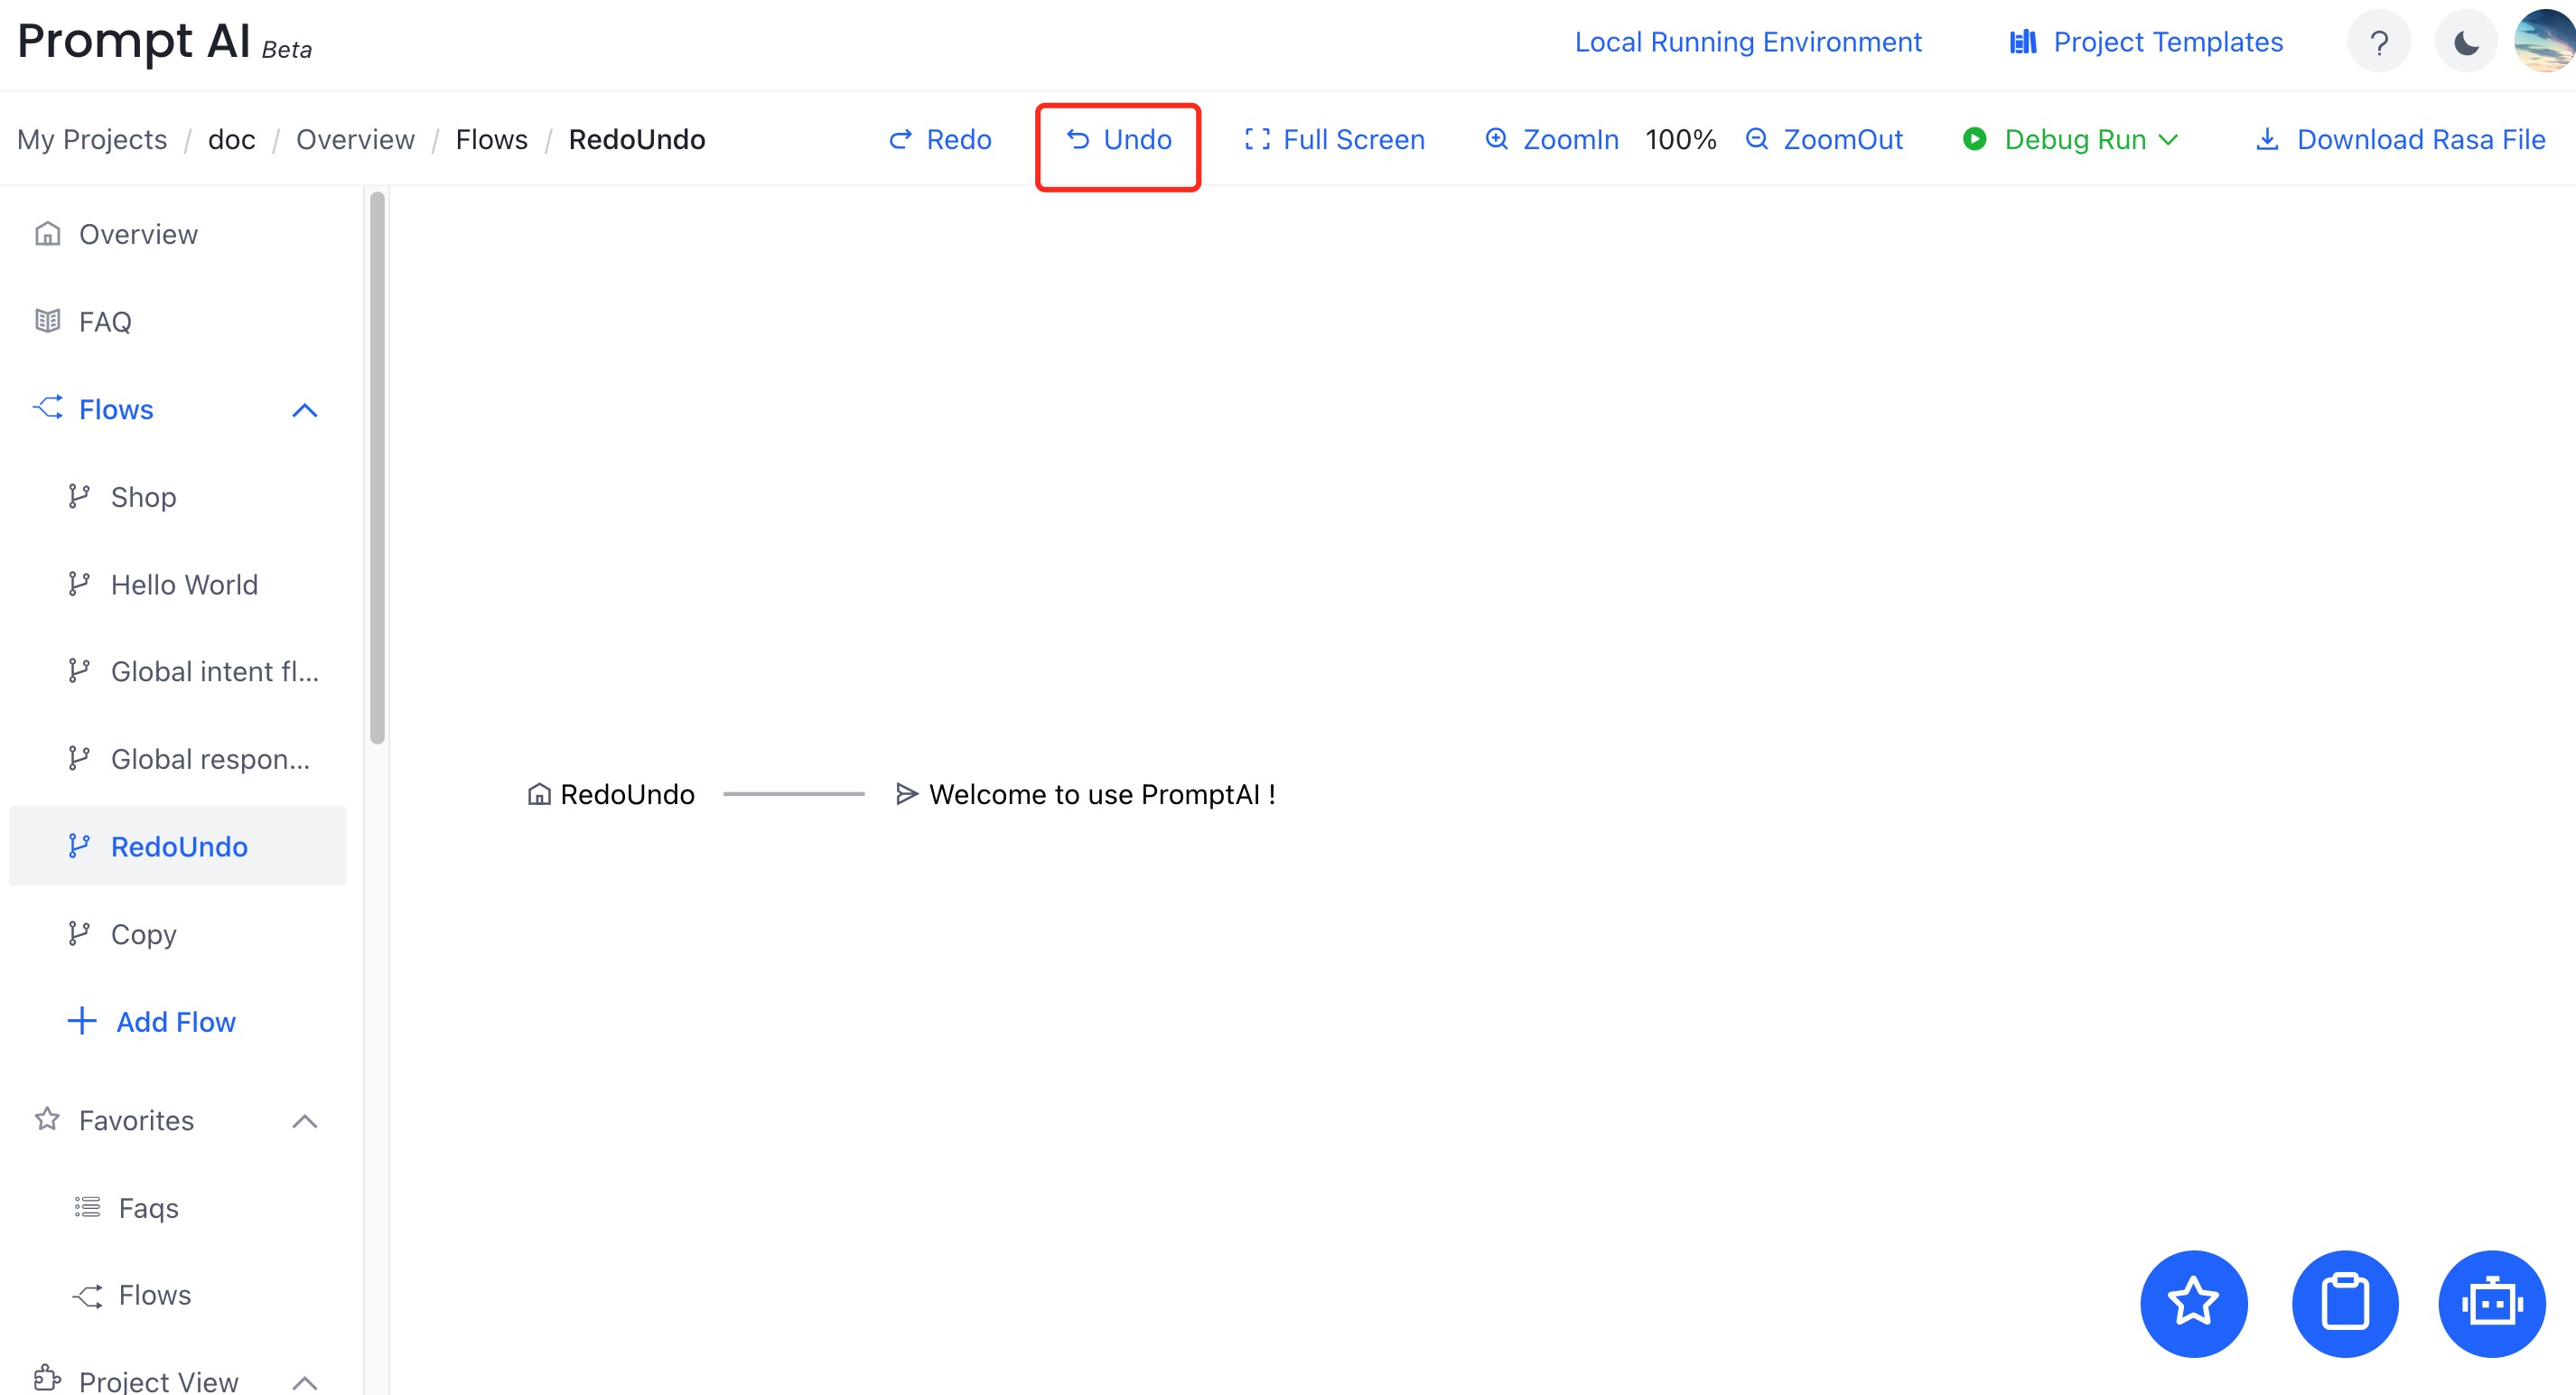 Prompt AI Beta
Local Running Environment
Project Templates
?
My Projects / doc / Overview / Flows / RedoUndo
Redo
Undo
Full Screen
ZoomIn
100%
ZoomOut
Debug Run
Download Rasa File
Overview
FAQ
Flows
Shop
Hello World
Global intent fl...
Global respon...
RedoUndo
Copy
Add Flow
Favorites
Faqs
Flows
Project View
RedoUndo
Welcome to use PromptAI !